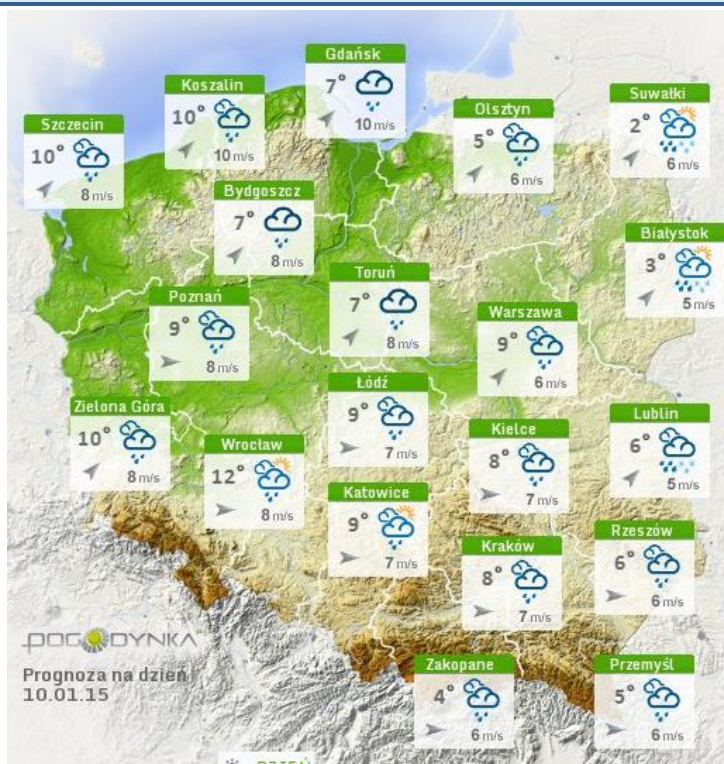 Gdańsk
7°
10 m/s
Koszalin
10°
10 m/s
Szczecin
10°
8 m/s
Olsztyn
5°
6 m/s
Suwałki
2°
6 m/s
Bydgoszcz
7°
8 m/s
Białystok
3°
5 m/s
Toruń
7°
8 m/s
Poznań
9°
8 m/s
Warszawa
9°
6 m/s
Łódź
9°
7 m/s
Zielona Góra
10°
8 m/s
Wrocław
12°
8 m/s
Kielce
8°
7 m/s
Lublin
6°
5 m/s
Katowice
9°
7 m/s
Kraków
8°
7 m/s
Rzeszów
6°
6 m/s
Zakopane
4°
6 m/s
Przemyśl
5°
6 m/s
POGODYNKA
Prognoza na dzień
10.01.15
DZIEŃ